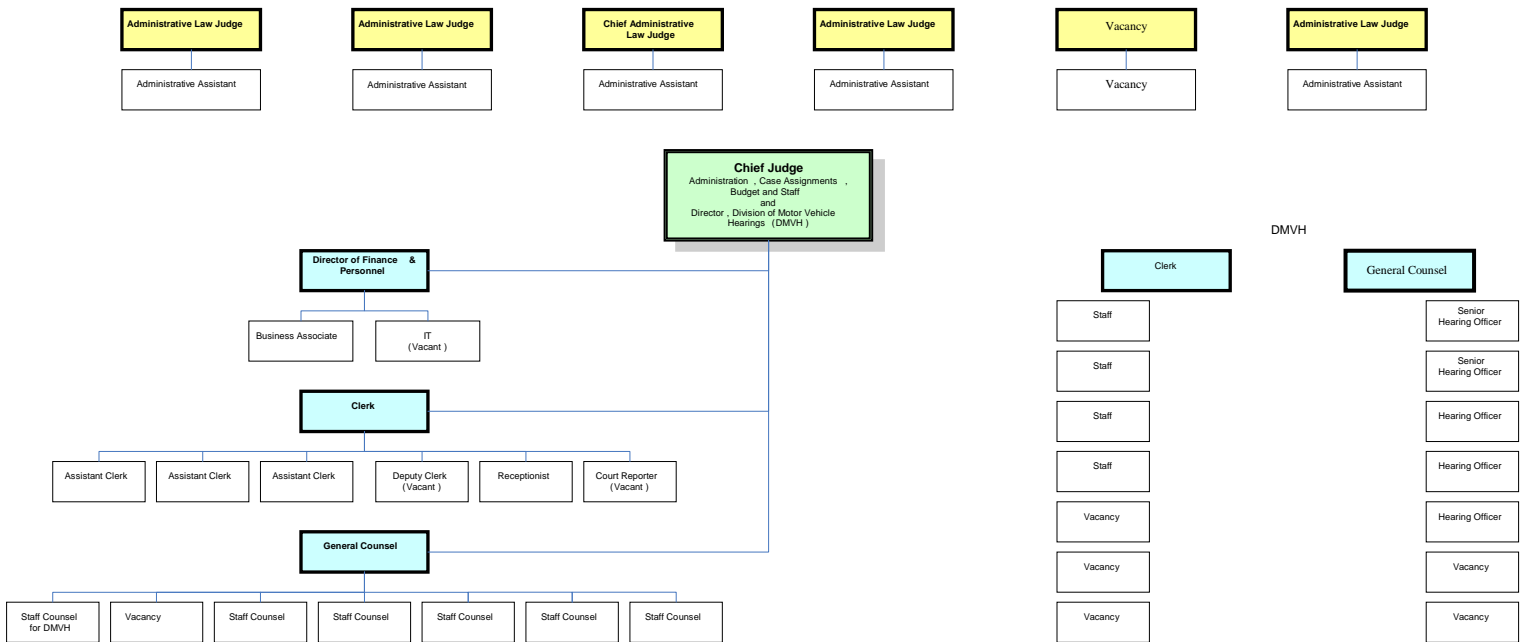 Administrative Law Judge
Administrative Law Judge
Chief Administrative
Law Judge
Administrative Law Judge
Vacancy
Administrative Law Judge
Administrative Assistant
Administrative Assistant
Administrative Assistant
Administrative Assistant
Vacancy
Administrative Assistant
Chief Judge
Administration , Case Assignments ,
Budget and Staff
and
Director , Division of Motor Vehicle
Hearings (DMVH )
Director of Finance &
Personnel
Business Associate
IT
(Vacant )
Clerk
Assistant Clerk
Assistant Clerk
Assistant Clerk
Deputy Clerk
(Vacant )
Receptionist
Court Reporter
(Vacant )
General Counsel
Staff Counsel
for DMVH
Vacancy
Staff Counsel
Staff Counsel
Staff Counsel
Staff Counsel
Staff Counsel
DMVH
Clerk
Staff
Staff
Staff
Staff
Vacancy
Vacancy
Vacancy
General Counsel
Senior
Hearing Officer
Senior
Hearing Officer
Hearing Officer
Hearing Officer
Hearing Officer
Vacancy
Vacancy